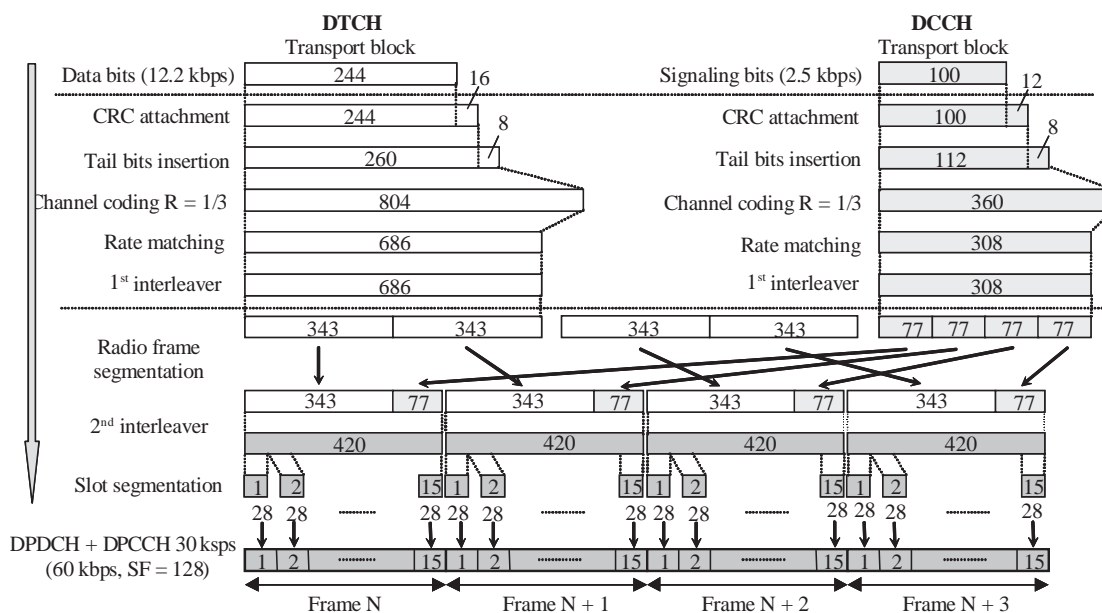 DTCH DCCH
Transport block Transport block
Data bits (12.2 kbps) 244 16 Signaling bits (2.5 kbps) 100 12
CRC attachment 244 8 CRC attachment 100 8
Tail bits insertion 260 Tail bits insertion 112
Channel coding R = 1/3 804 Channel coding R = 1/3 360
Rate matching 686 Rate matching 308
1st interleaver 686 1st interleaver 308
343 343 343 343 77 77 77 77
Radio frame
segmentation
343 77 343 77 343 77 343 77
2nd interleaver
420 420 420 420
Slot segmentation 1 2 15 1 2 15 1 2 15 1 2 15
28 28 ......... 28 28 28 ......... 28 28 28 ......... 28 28 28 ......... 28
DPDCH + DPCCH 30 ksps
(60 kbps, SF = 128)
1 2 ............ 15 1 2 ............ 15 1 2 ............ 15 1 2 ............ 15
Frame N Frame N + 1 Frame N + 2 Frame N + 3